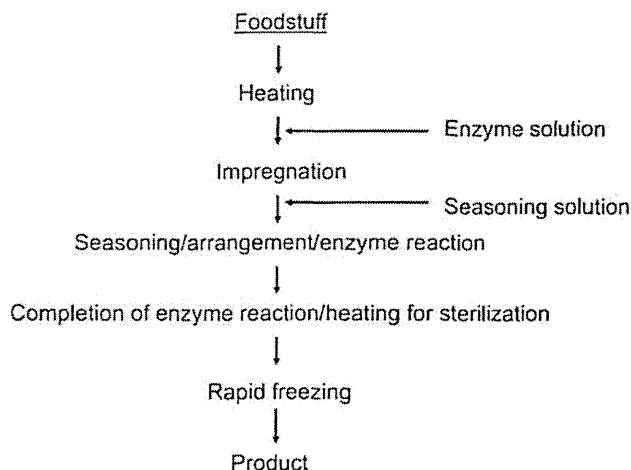 Foodstuff
Heating
Enzyme solution
Impregnation
Seasoning solution
Seasoning/arrangement/enzyme reaction
Completion of enzyme reaction/heating for sterilization
Rapid freezing
Product